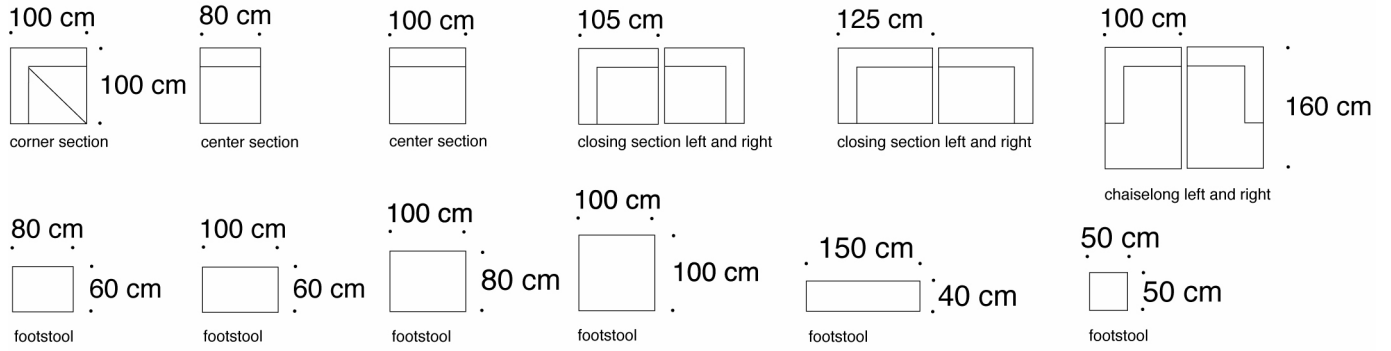 100 cm
80 cm
100 cm
105 cm
125 cm
100 cm
100 cm
160 cm
corner section
center section
center section
closing section left and right
closing section left and right
chaiselong left and right
80 cm
60 cm
footstool
100 cm
60 cm
footstool
100 cm
80 cm
footstool
100 cm
100 cm
footstool
150 cm
40 cm
footstool
50 cm
50 cm
footstool